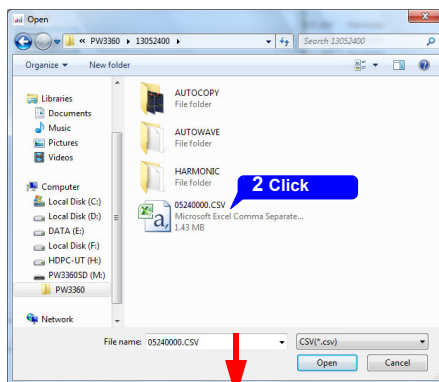 Open
« PW3360 ▸ 13052400 ▸
Search 13052400
Organize ▾ New folder
Libraries
Documents
Music
Pictures
Videos
Computer
Local Disk (C:)
Local Disk (D:)
DATA (E:)
Local Disk (F:)
HDPC-UT (H:)
PW3360SD (M:)
PW3360
Network
AUTOCOPY
File folder
AUTOWAVE
File folder
HARMONIC
File folder
2 Click
05240000.CSV
Microsoft Excel Comma Separate...
1.43 MB
File name: 05240000.CSV
CSV(*.csv)
Open Cancel